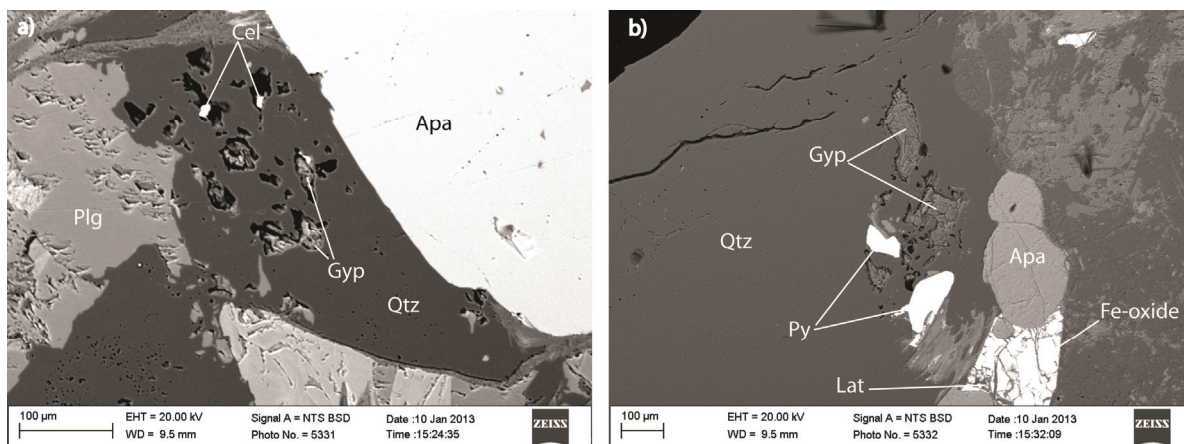 a)
Cel
Apa
Plg
Gyp
Qtz
100 µm
EHT = 20.00 kV
WD = 9.5 mm
Signal A = NTS BSD
Photo No. = 5331
Date :10 Jan 2013
Time :15:24:35
ZEISS
b)
Gyp
Qtz
Apa
Py
Fe-oxide
Lat
100 µm
EHT = 20.00 kV
WD = 9.5 mm
Signal A = NTS BSD
Photo No. = 5332
Date :10 Jan 2013
Time :15:32:09
ZEISS